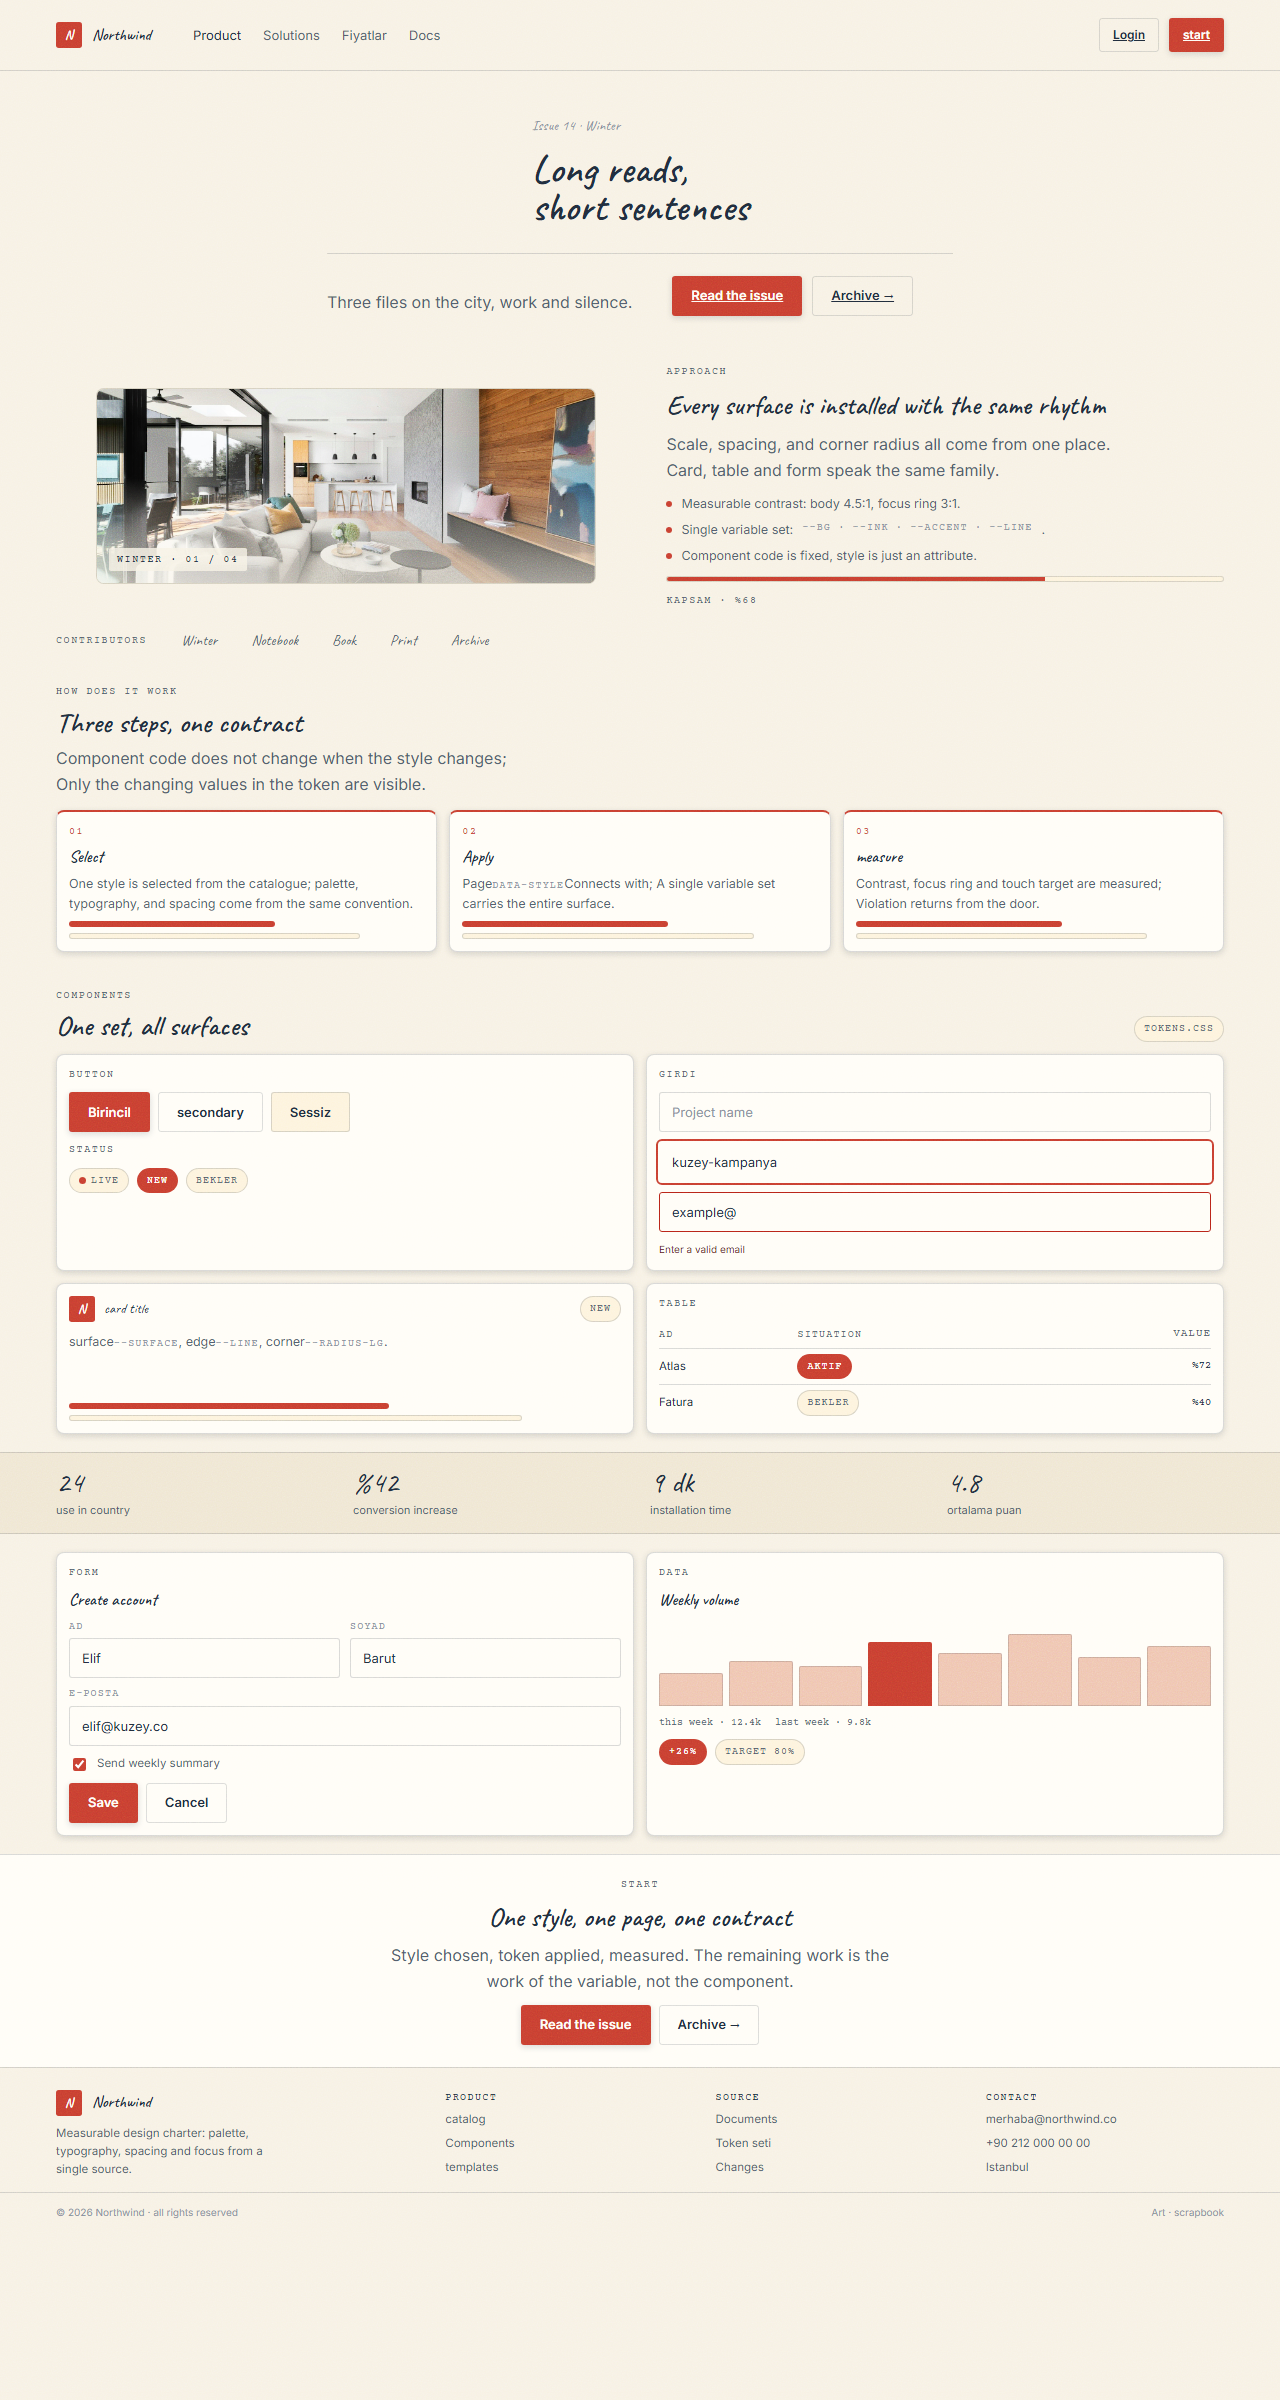 N Northwind Product Solutions Fiyatlar Docs Login start
Issue 14 · Winter
Long reads,
short sentences
Three files on the city, work and silence.
Read the issue Archive →
WINTER · 01 / 04
APPROACH
Every surface is installed with the same rhythm
Scale, spacing, and corner radius all come from one place.
Card, table and form speak the same family.
Measurable contrast: body 4.5:1, focus ring 3:1.
Single variable set: --BG · --INK · --ACCENT · --LINE .
Component code is fixed, style is just an attribute.
KAPSAM · %68
CONTRIBUTORS Winter Notebook Book Print Archive
HOW DOES IT WORK
Three steps, one contract
Component code does not change when the style changes;
Only the changing values in the token are visible.
01
Select
One style is selected from the catalogue; palette,
typography, and spacing come from the same convention.
02
Apply
PageDATA-STYLEConnects with; A single variable set
carries the entire surface.
03
measure
Contrast, focus ring and touch target are measured;
Violation returns from the door.
COMPONENTS
One set, all surfaces
TOKENS.CSS
BUTTON
Birincil secondary Sessiz
STATUS
LIVE NEW BEKLER
GIRDI
Project name
kuzey-kampanya
example@
Enter a valid email
N card title NEW
surface--SURFACE, edge--LINE, corner--RADIUS-LG.
TABLE
AD SITUATION VALUE
Atlas AKTIF %72
Fatura BEKLER %40
24 %42 9 dk 4.8
use in country conversion increase installation time ortalama puan
FORM
Create account
AD SOYAD
Elif Barut
E-POSTA
elif@kuzey.co
Send weekly summary
Save Cancel
DATA
Weekly volume
this week · 12.4k last week · 9.8k
+26% TARGET 80%
START
One style, one page, one contract
Style chosen, token applied, measured. The remaining work is the
work of the variable, not the component.
Read the issue Archive →
N Northwind
Measurable design charter: palette,
typography, spacing and focus from a
single source.
PRODUCT
catalog
Components
templates
SOURCE
Documents
Token seti
Changes
CONTACT
merhaba@northwind.co
+90 212 000 00 00
Istanbul
© 2026 Northwind · all rights reserved Art · scrapbook